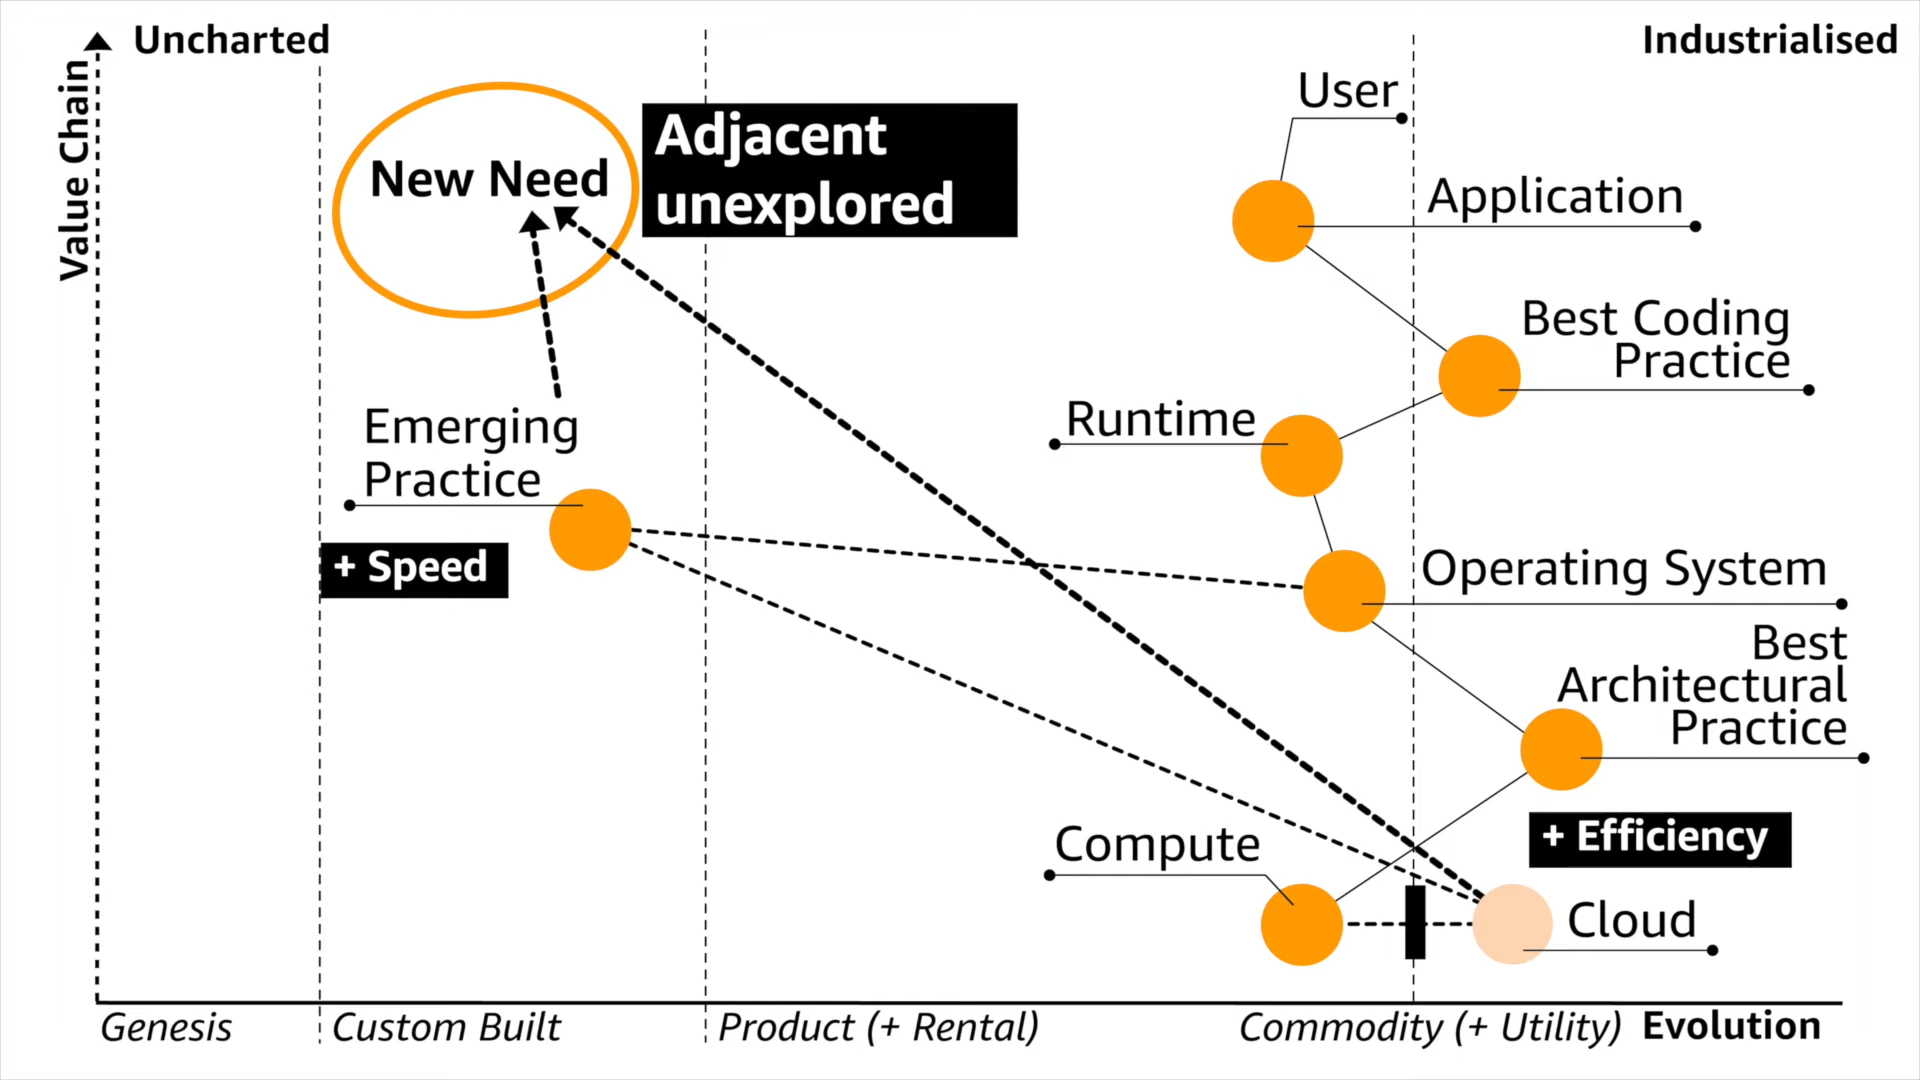 Uncharted
Industrialised
Value Chain
User
New Need
Adjacent
unexplored
Application
Best Coding
Practice
Runtime
Emerging
Practice
+ Speed
Operating System
Best
Architectural
Practice
+ Efficiency
Compute
Cloud
Genesis
Custom Built
Product (+ Rental)
Commodity (+ Utility)
Evolution